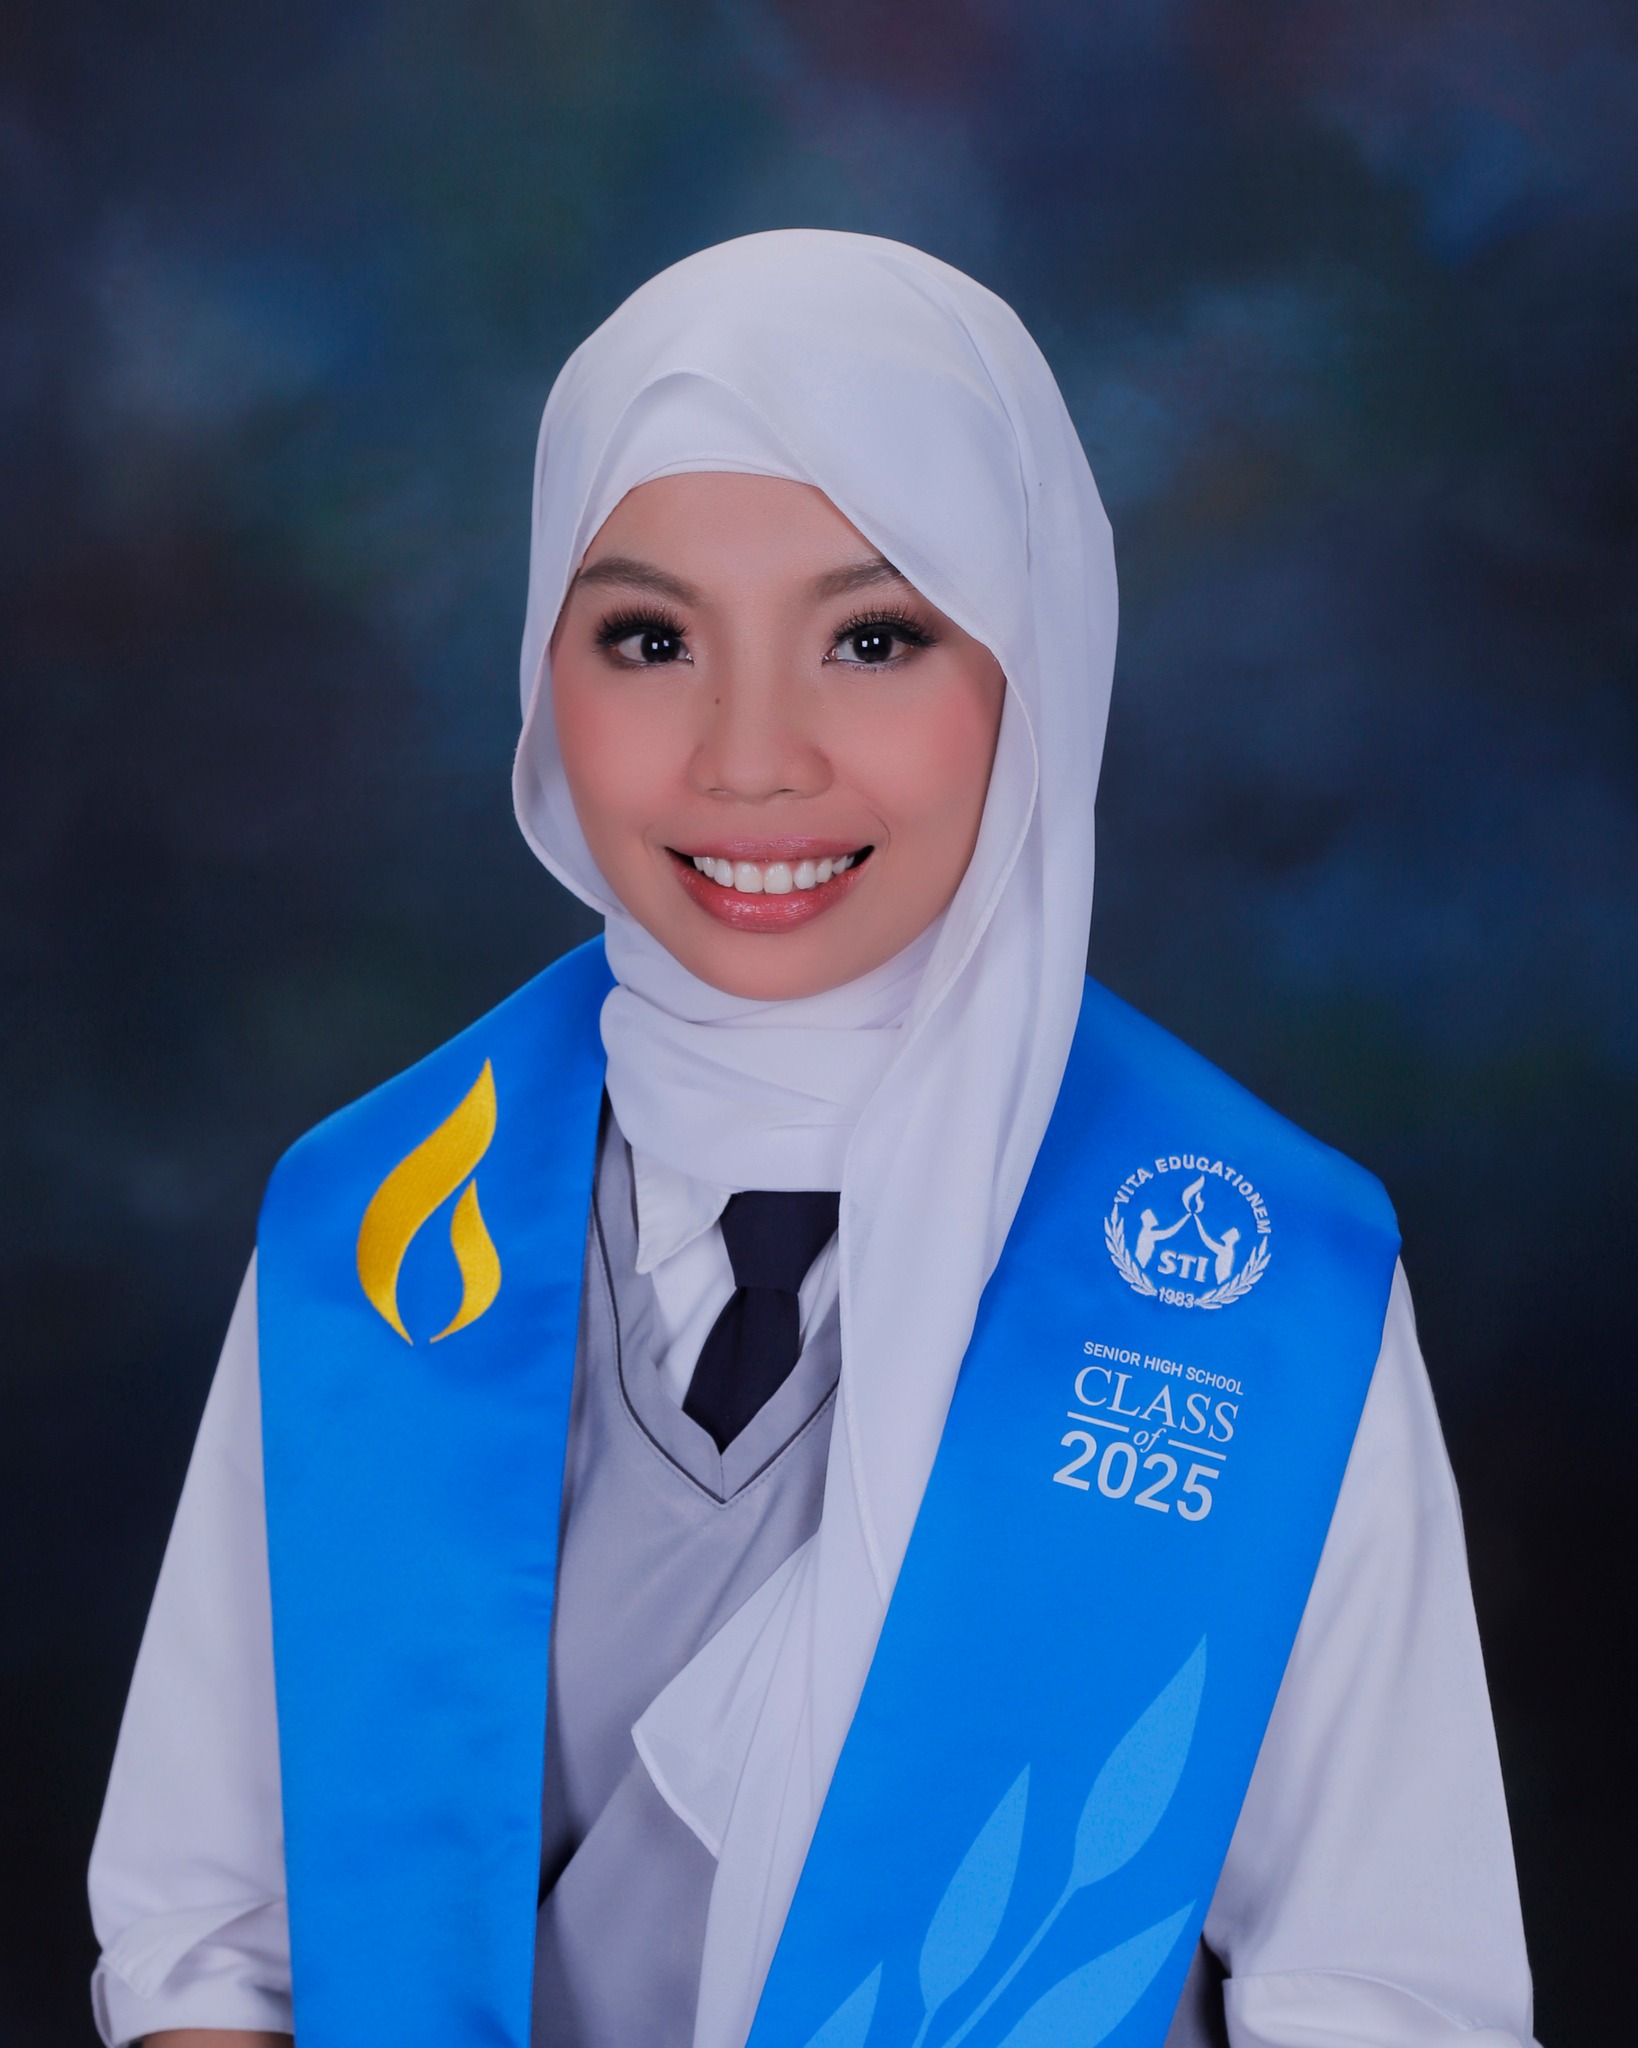 VITA EDUCATIONEM
STI
1983
SENIOR HIGH SCHOOL
CLASS
of
2025